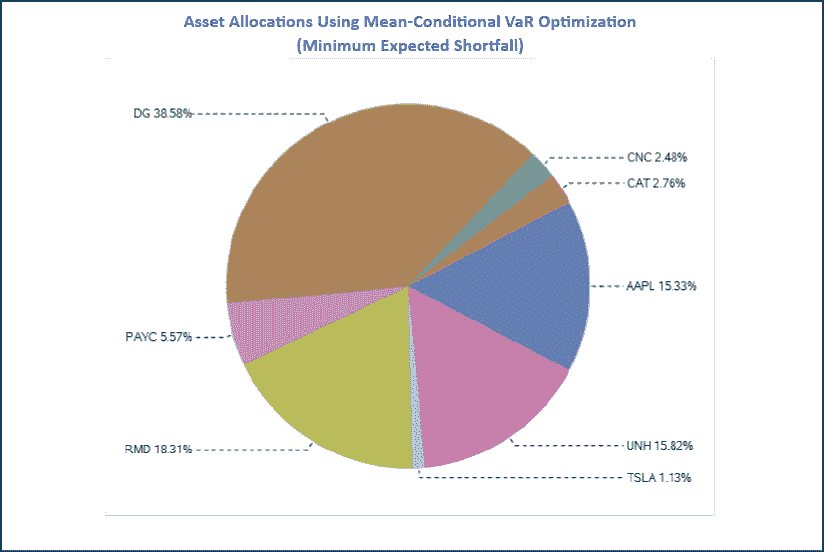 Asset Allocations Using Mean-Conditional VaR Optimization
(Minimum Expected Shortfall)
DG 38.58%
CNC 2.48%
CAT 2.76%
AAPL 15.33%
PAYC 5.57%
UNH 15.82%
RMD 18.31%
TSLA 1.13%